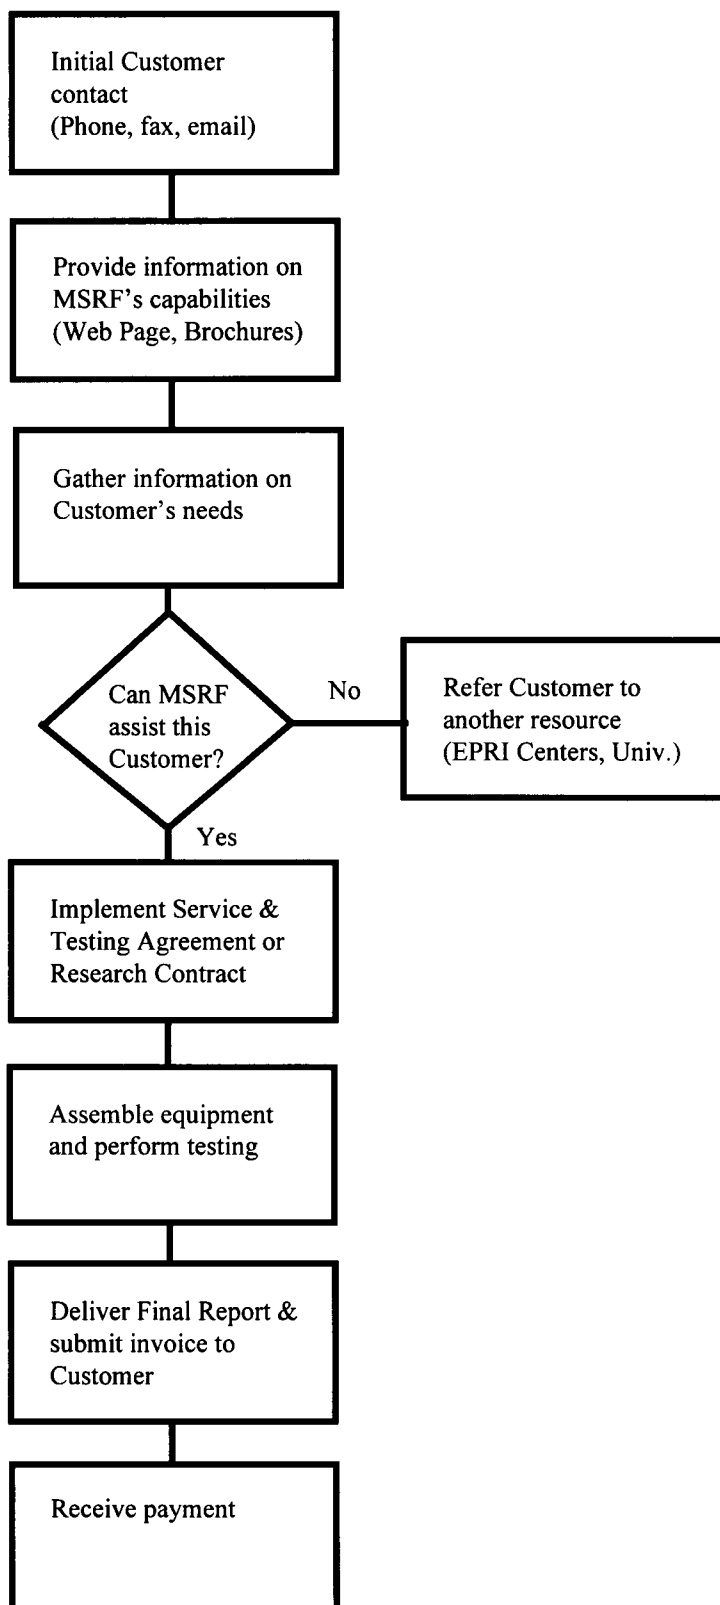 Initial Customer
contact
(Phone, fax, email)
Provide information on
MSRF's capabilities
(Web Page, Brochures)
Gather information on
Customer's needs
Can MSRF
assist this
Customer?
No
Refer Customer to
another resource
(EPRI Centers, Univ.)
Yes
Implement Service &
Testing Agreement or
Research Contract
Assemble equipment
and perform testing
Deliver Final Report &
submit invoice to
Customer
Receive payment